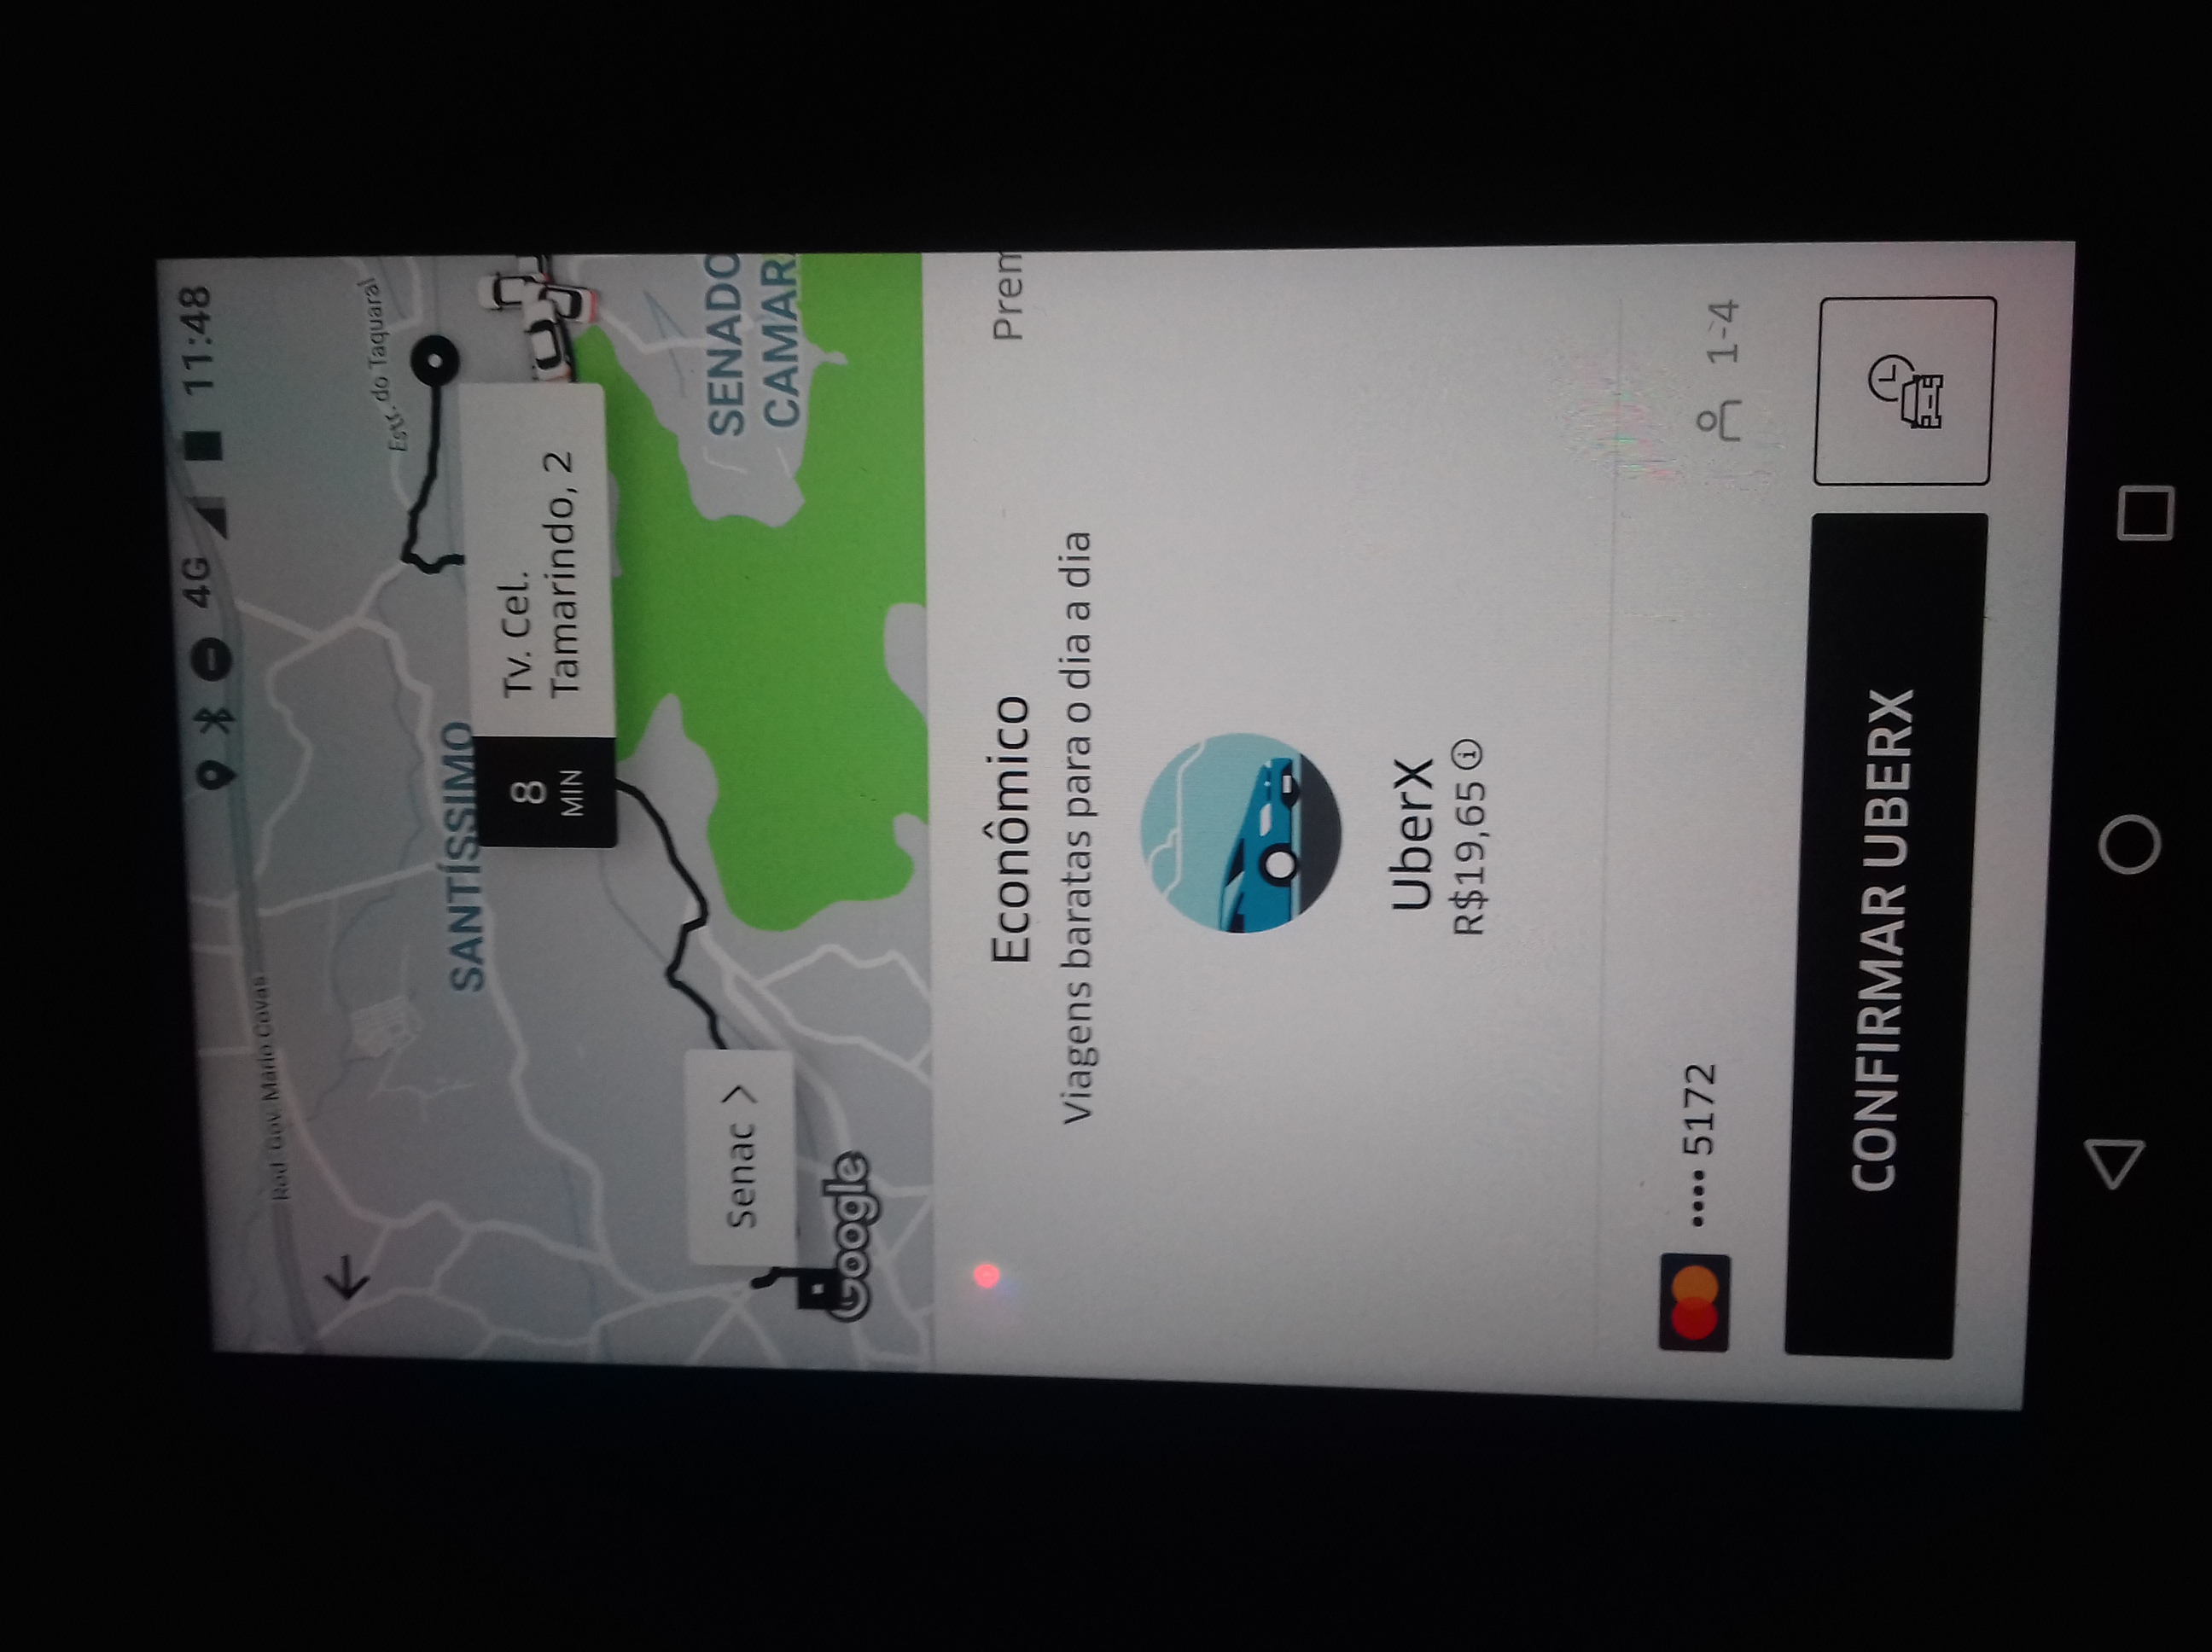 4G 11:48
Rod. Gov. Mário Covas
Estr. do Taquaral
SANTÍSSIMO
8
MIN
Tv. Cel.
Tamarindo, 2
Senac >
SENADO
CAMAR
Google
Econômico
Prem
Viagens baratas para o dia a dia
UberX
R$19,65
•••• 5172
1-4
CONFIRMAR UBERX